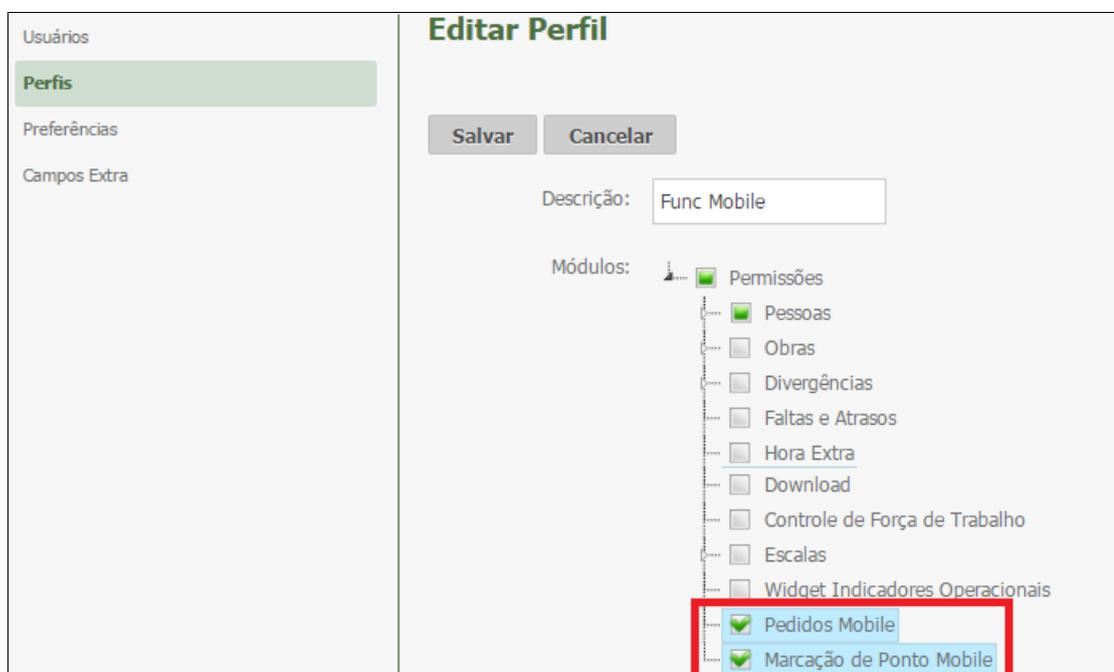 Usuários
Perfis
Preferências
Campos Extra
Editar Perfil
Salvar Cancelar
Descrição: Func Mobile
Módulos: Permissões
Pessoas
Obras
Divergências
Faltas e Atrasos
Hora Extra
Download
Controle de Força de Trabalho
Escalas
Widget Indicadores Operacionais
Pedidos Mobile
Marcação de Ponto Mobile